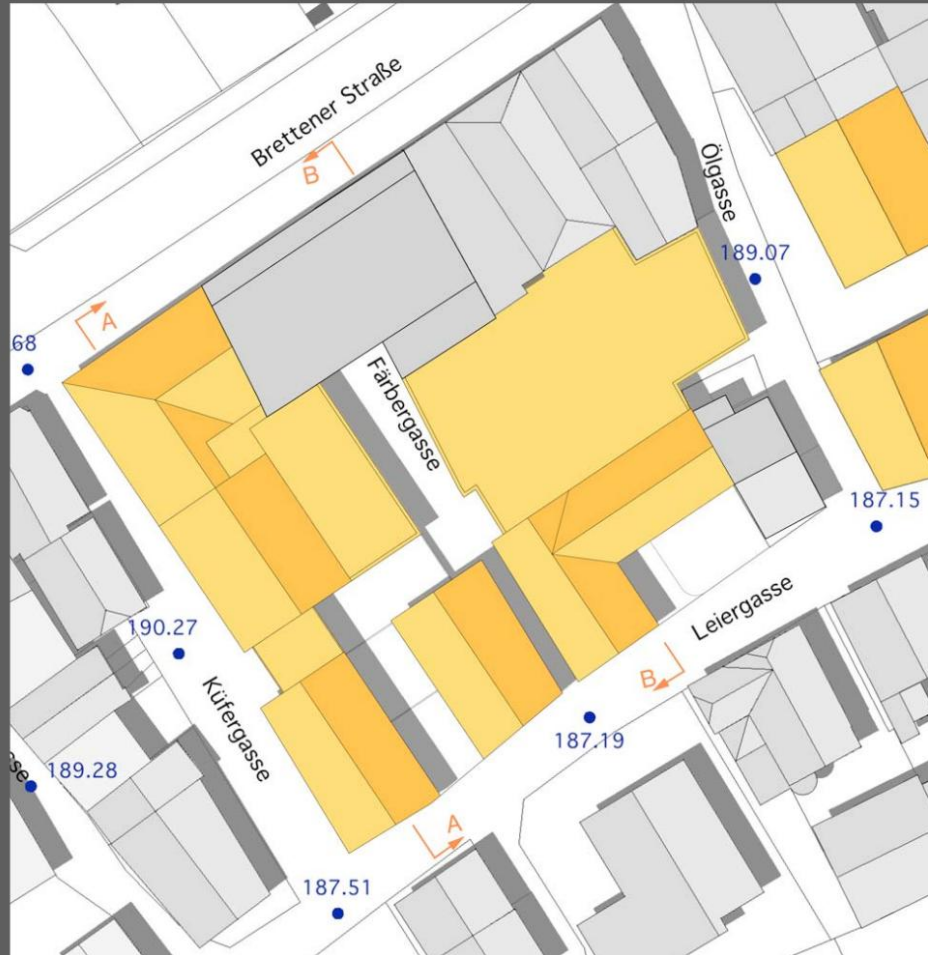 Brettener Straße
B
Ölgasse
189.07
A
68
Färbergasse
187.15
190.27
Leiergasse
B
Küfergasse
187.19
sse
189.28
A
187.51